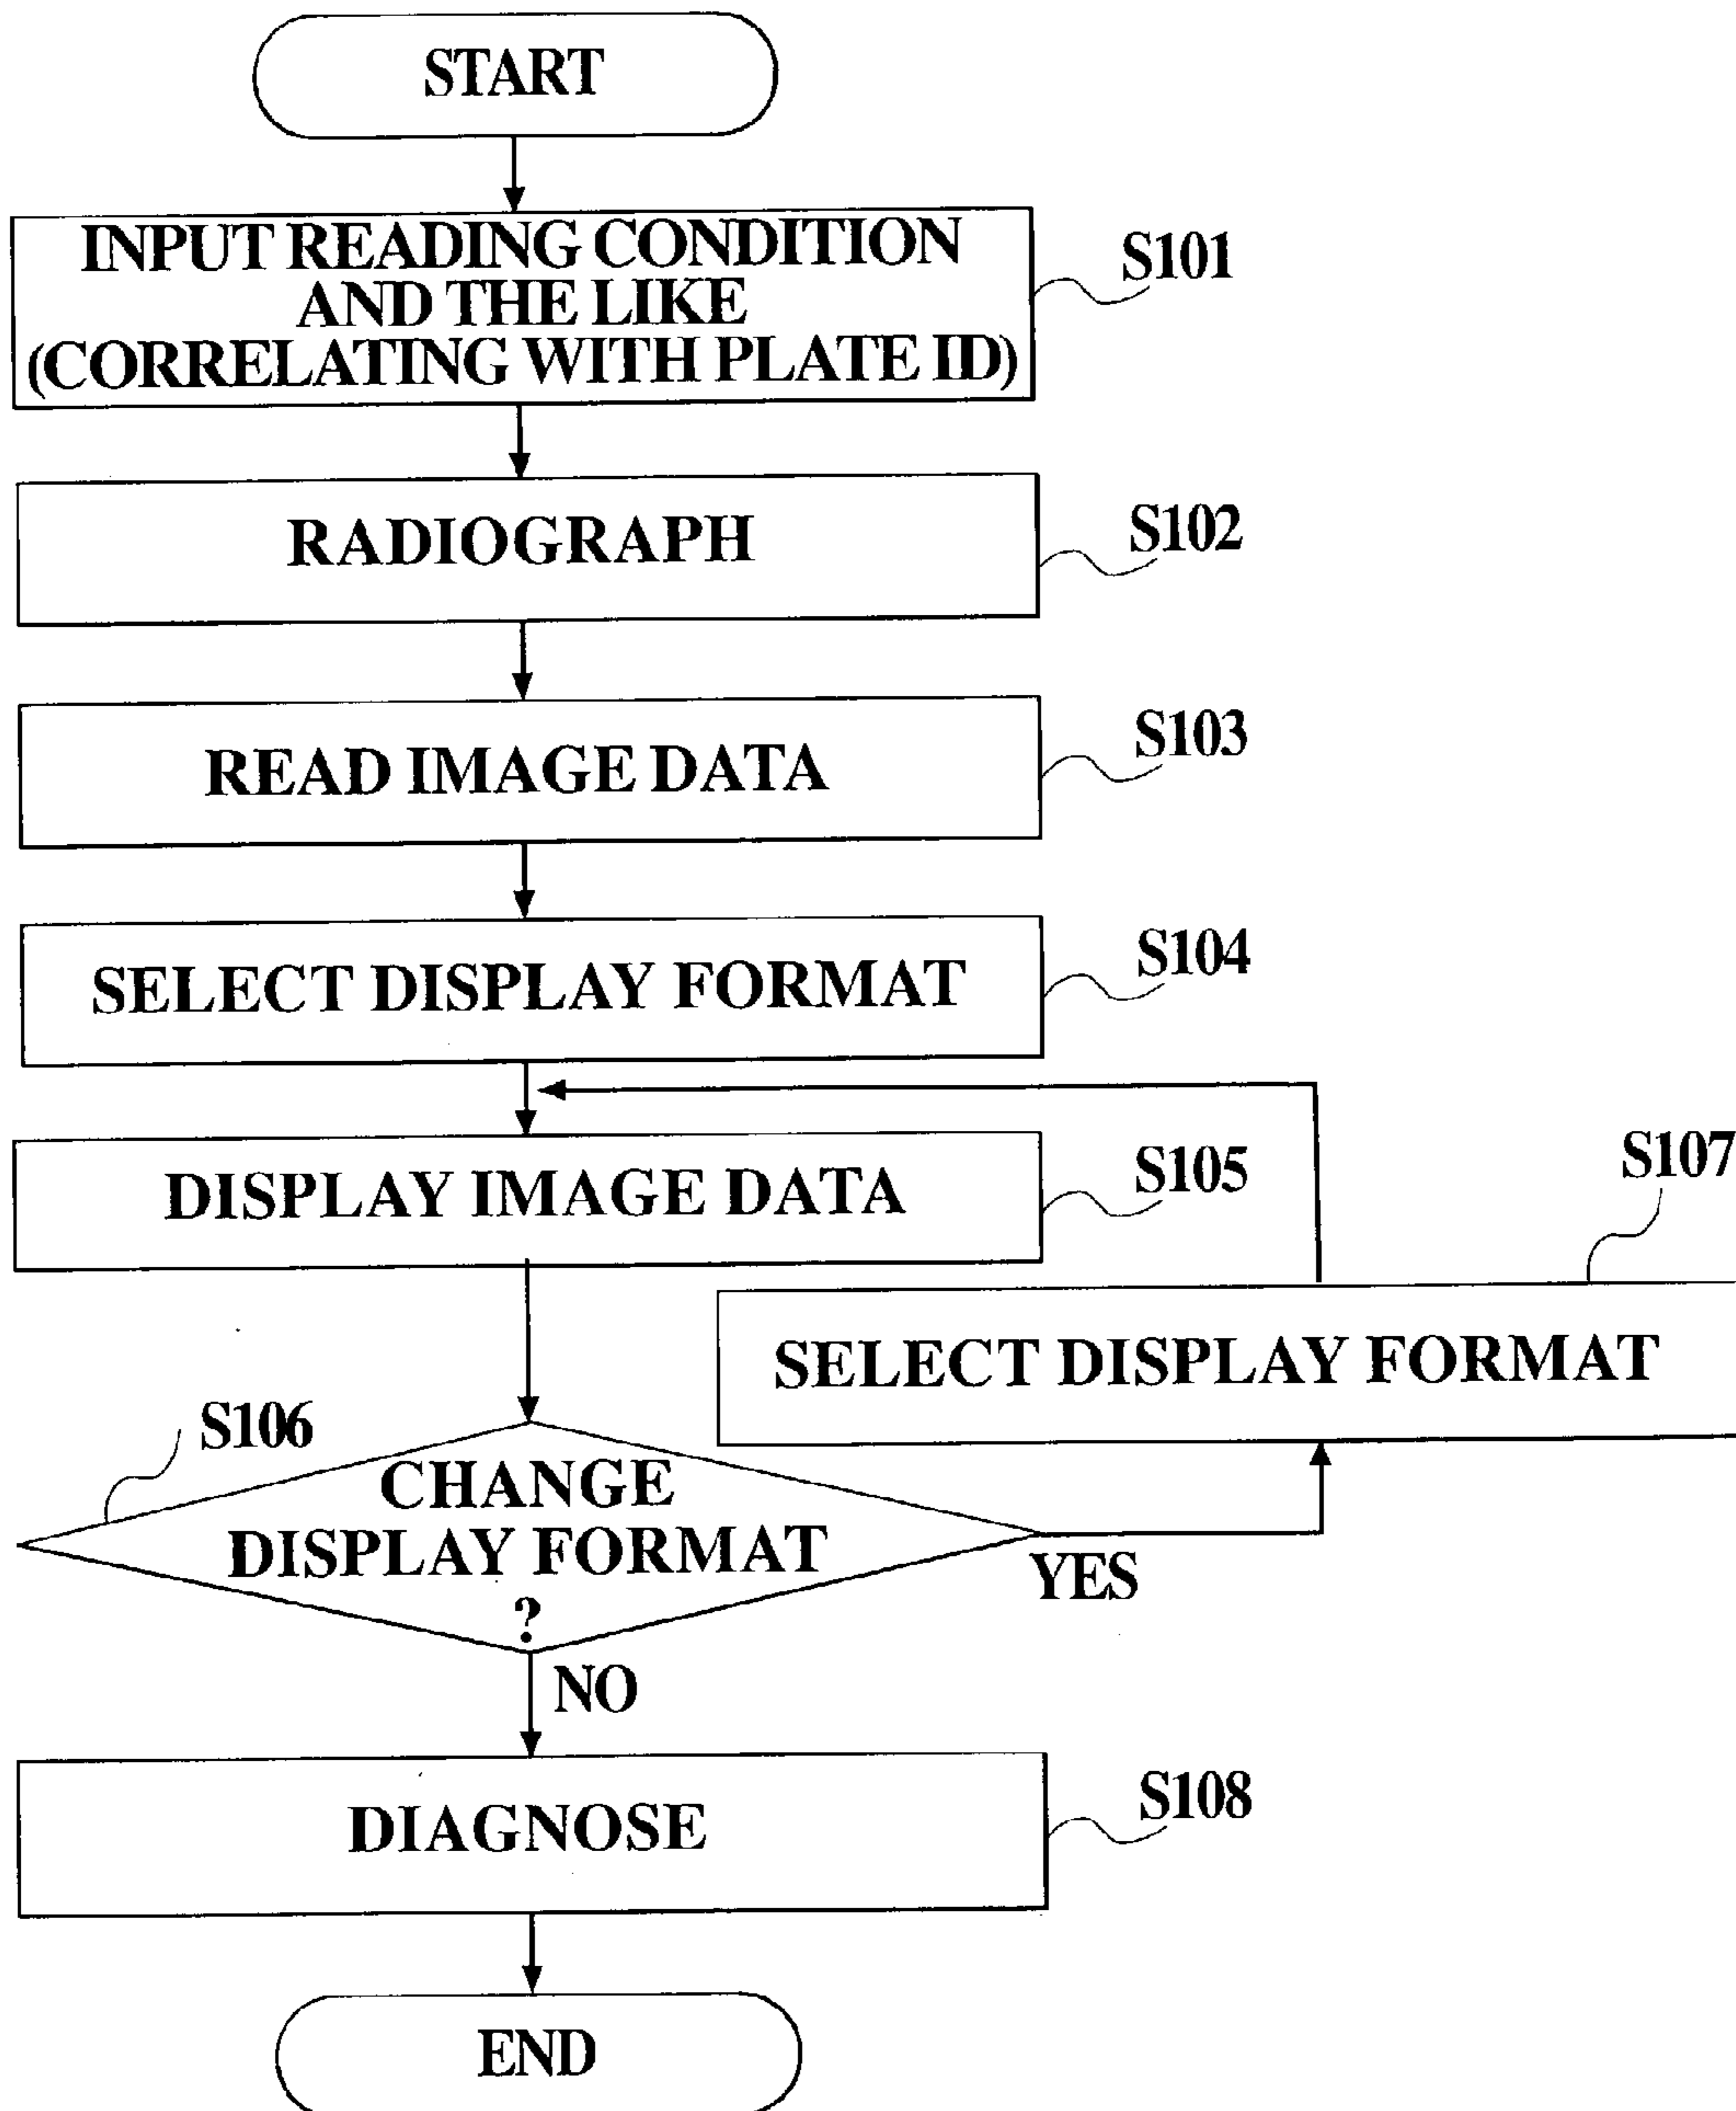 START
INPUT READING CONDITION
AND THE LIKE
(CORRELATING WITH PLATE ID)
S101
RADIOGRAPH
S102
READ IMAGE DATA
S103
SELECT DISPLAY FORMAT
S104
DISPLAY IMAGE DATA
S105
S107
SELECT DISPLAY FORMAT
S106
CHANGE
DISPLAY FORMAT
?
YES
NO
DIAGNOSE
S108
END